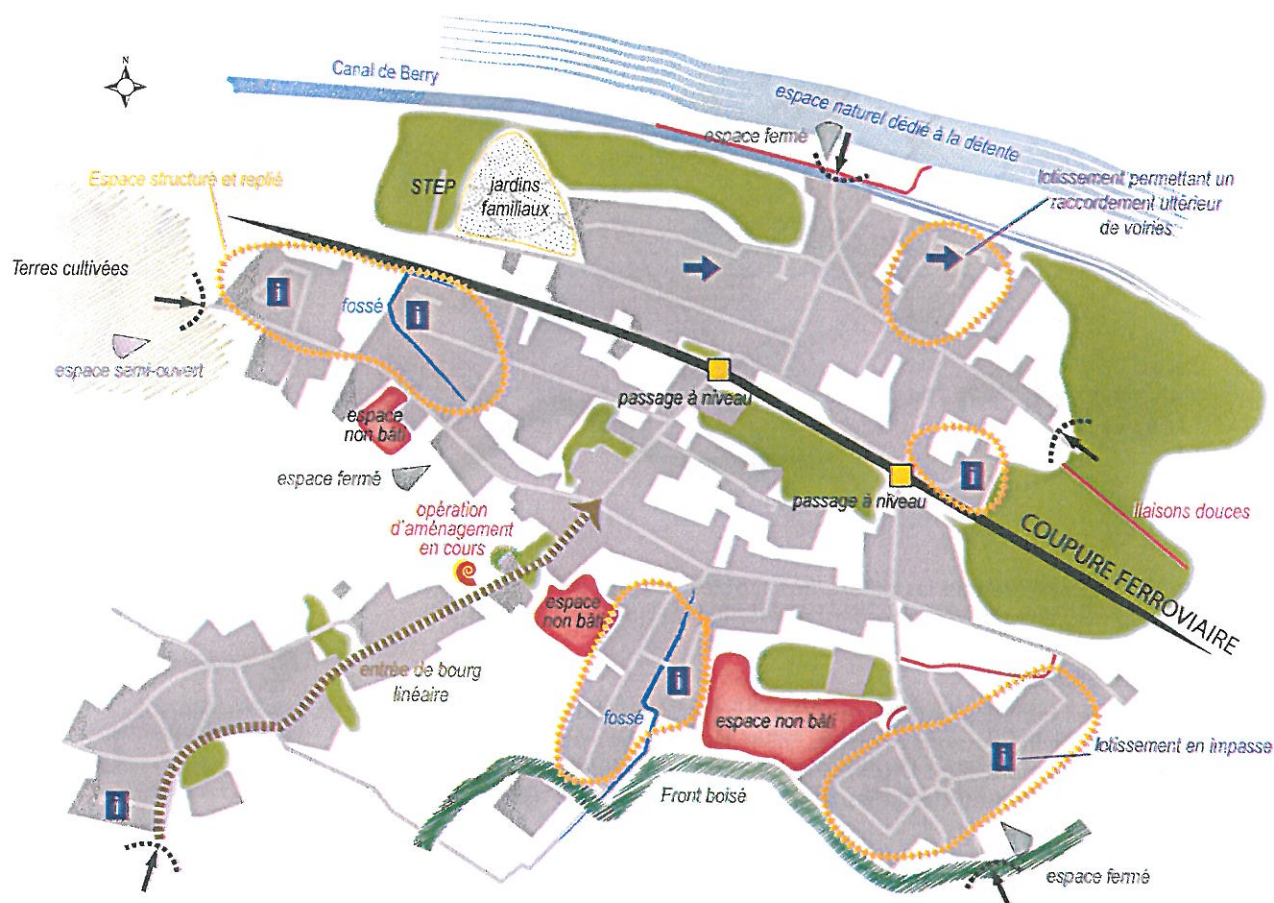 N
Canal de Berry
espace naturel dédié à la détente
espace fermé
Espace structuré et replié
STEP
jardins
familiaux
lotissement permettant un
raccordement ultérieur
de voiries
Terres cultivées
i
fossé
i
espace semi-ouvert
passage à niveau
espace
non bâti
espace fermé
i
passage à niveau
liaisons douces
opération
d'aménagement
en cours
COUPURE FERROVIAIRE
espace
non bâti
entrée de bourg
linéaire
i
fossé
espace non bâti
i
lotissement en impasse
Front boisé
i
espace fermé